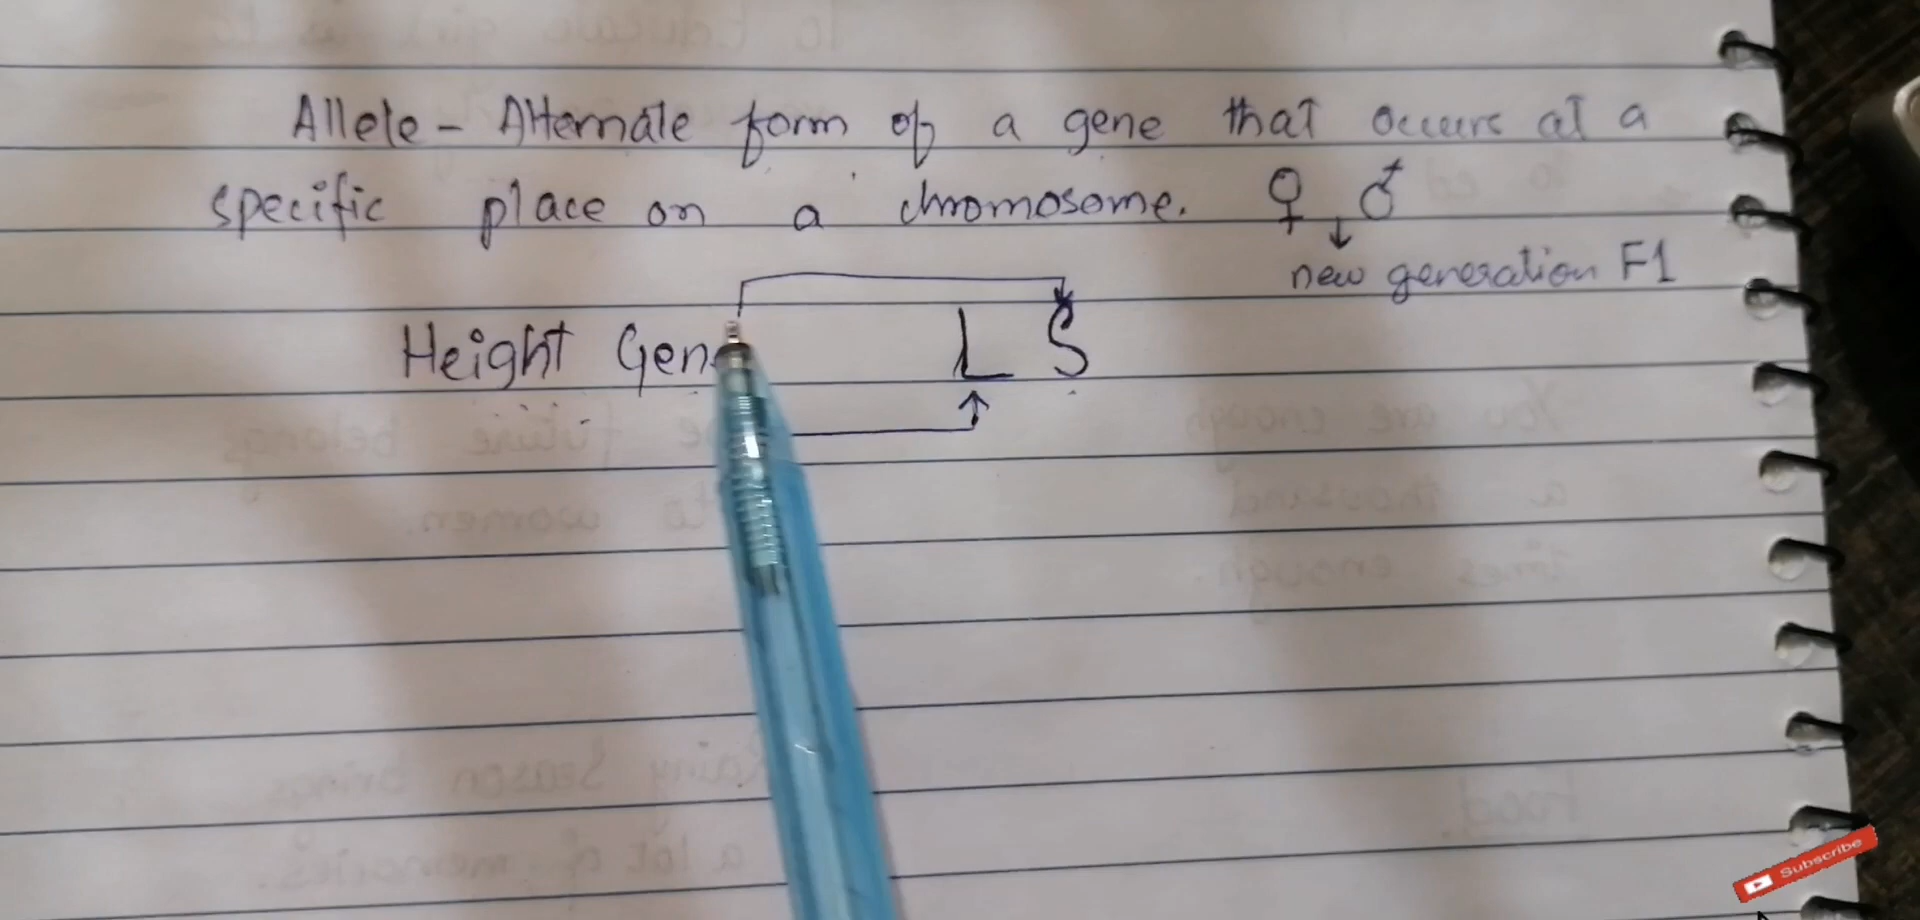 Allele - Alternate form of a gene that occurs at a
specific place on a chromosome. ♀ ♂
↓
new generation F1
Height Gen
L S
Subscribe